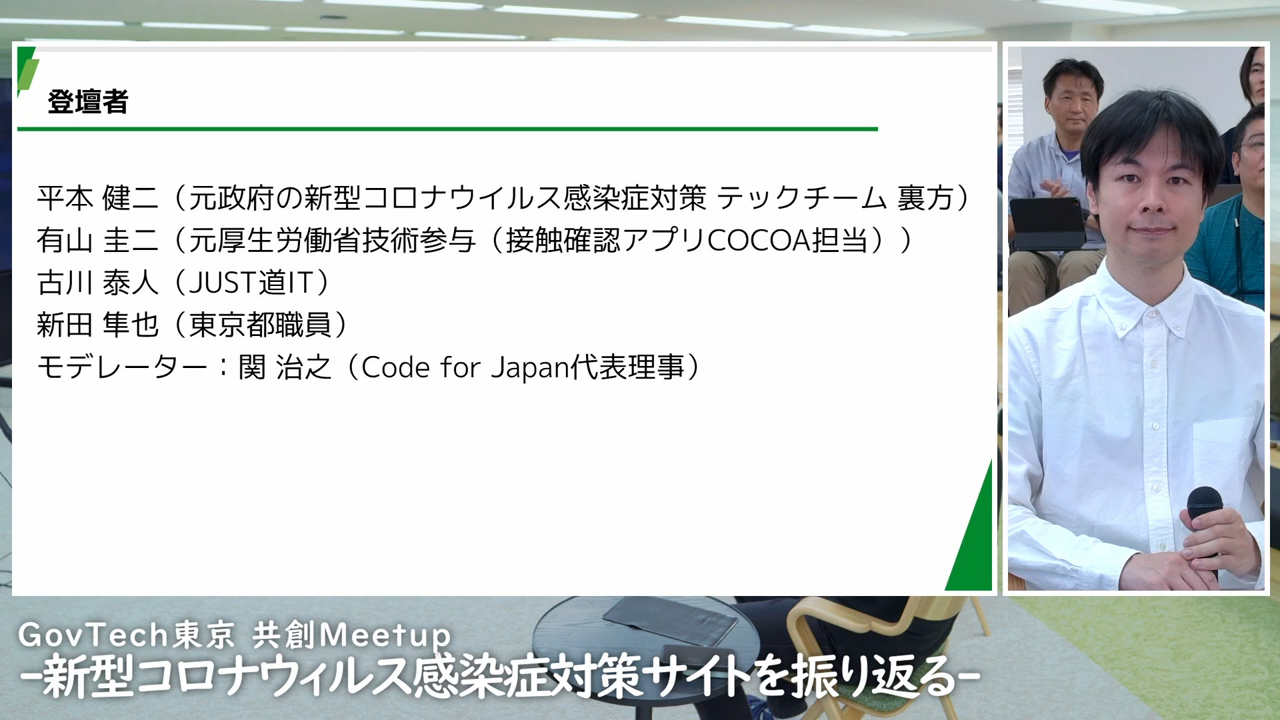 登壇者
平本 健二（元政府の新型コロナウイルス感染症対策 テックチーム 裏方）
有山 圭二（元厚生労働省技術参与（接触確認アプリCOCOA担当））
古川 泰人（JUST道IT）
新田 隼也（東京都職員）
モデレーター：関 治之（Code for Japan代表理事）
GovTech東京 共創Meetup
-新型コロナウィルス感染症対策サイトを振り返る-